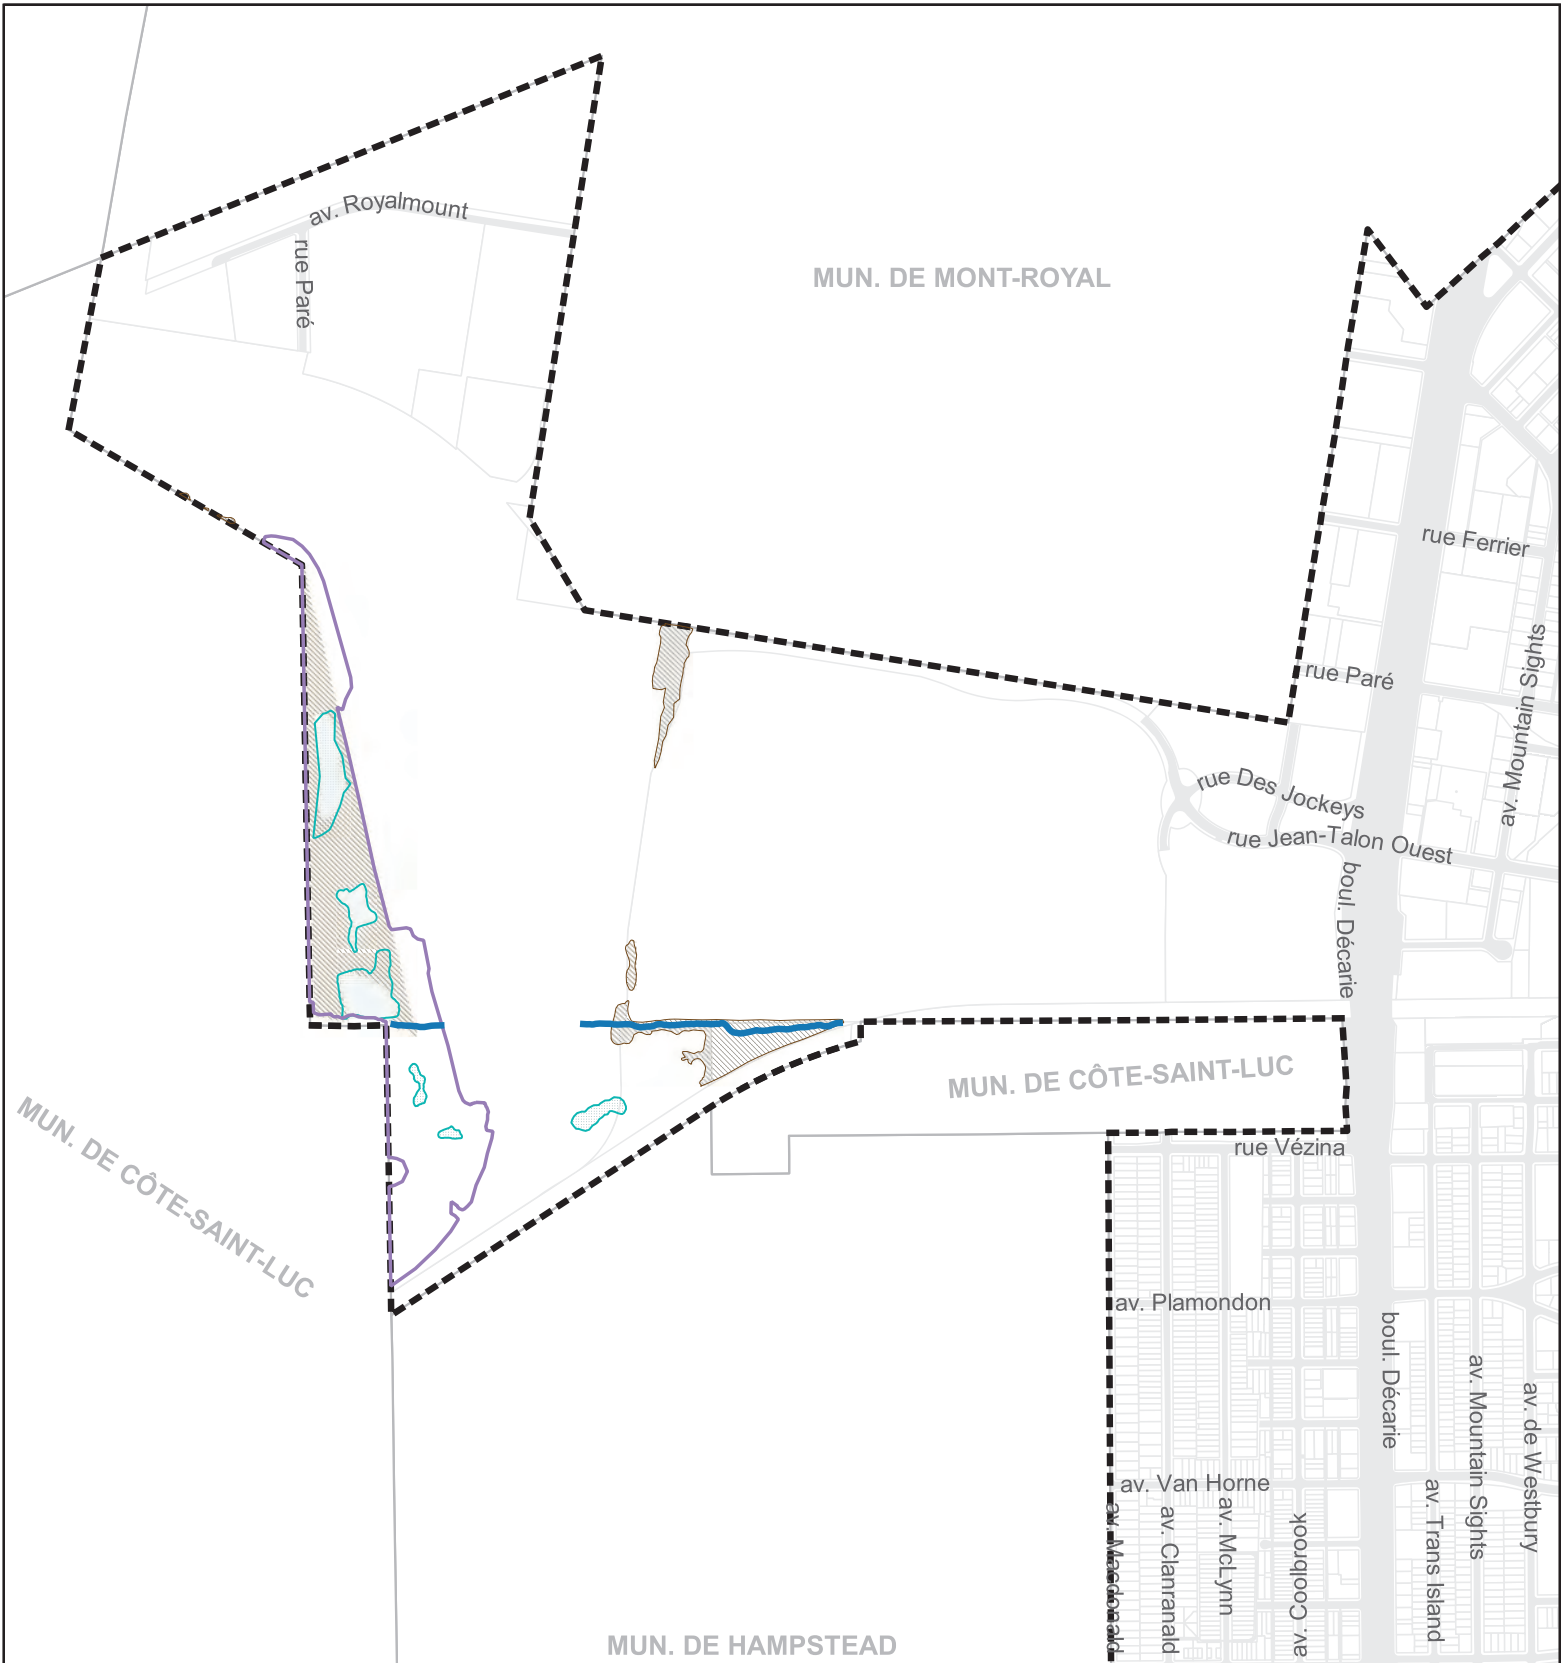 av. Royalmount
rue Paré
MUN. DE MONT-ROYAL
rue Ferrier
av. Mountain Sights
rue Paré
rue Des Jockeys
rue Jean-Talon Ouest
boul. Décarie
MUN. DE CÔTE-SAINT-LUC
MUN. DE CÔTE-SAINT-LUC
rue Vézina
av. Plamondon
boul. Décarie
av. Mountain Sights
av. de Westbury
av. Van Horne
av. Macdonald
av. Clanranald
av. McLynn
av. Coolbrook
av. Trans Island
MUN. DE HAMPSTEAD